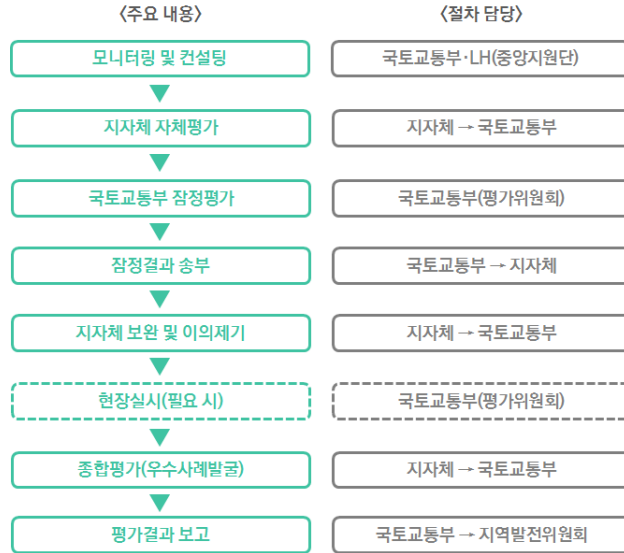 〈주요 내용〉 〈절차 담당〉
모니터링 및 컨설팅 국토교통부·LH(중앙지원단)
지자체 자체평가 지자체 → 국토교통부
국토교통부 잠정평가 국토교통부(평가위원회)
잠정결과 송부 국토교통부 → 지자체
지자체 보완 및 이의제기 지자체 → 국토교통부
현장실시(필요 시) 국토교통부(평가위원회)
종합평가(우수사례발굴) 지자체 → 국토교통부
평가결과 보고 국토교통부 → 지역발전위원회